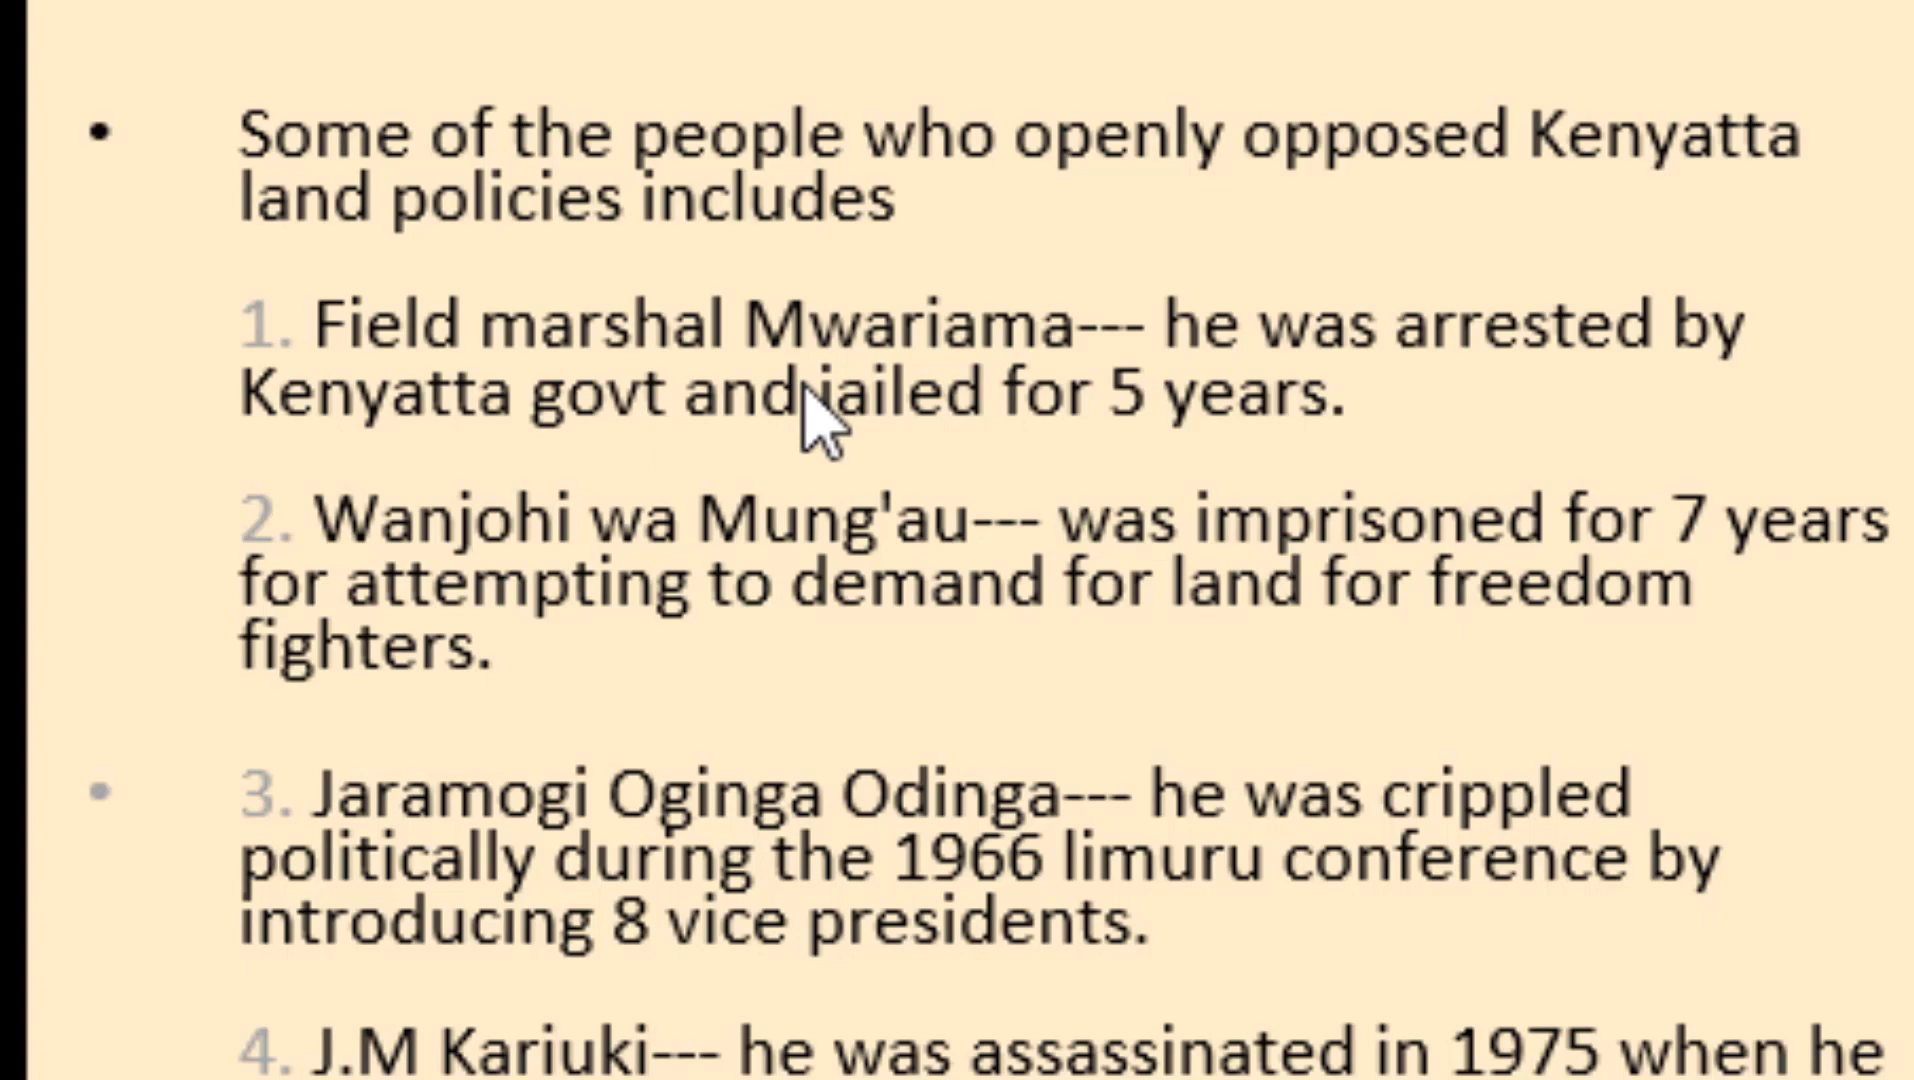 • Some of the people who openly opposed Kenyatta
land policies includes
1. Field marshal Mwariama--- he was arrested by
Kenyatta govt and jailed for 5 years.
2. Wanjohi wa Mung'au--- was imprisoned for 7 years
for attempting to demand for land for freedom
fighters.
• 3. Jaramogi Oginga Odinga--- he was crippled
politically during the 1966 limuru conference by
introducing 8 vice presidents.
4. J.M Kariuki--- he was assassinated in 1975 when he